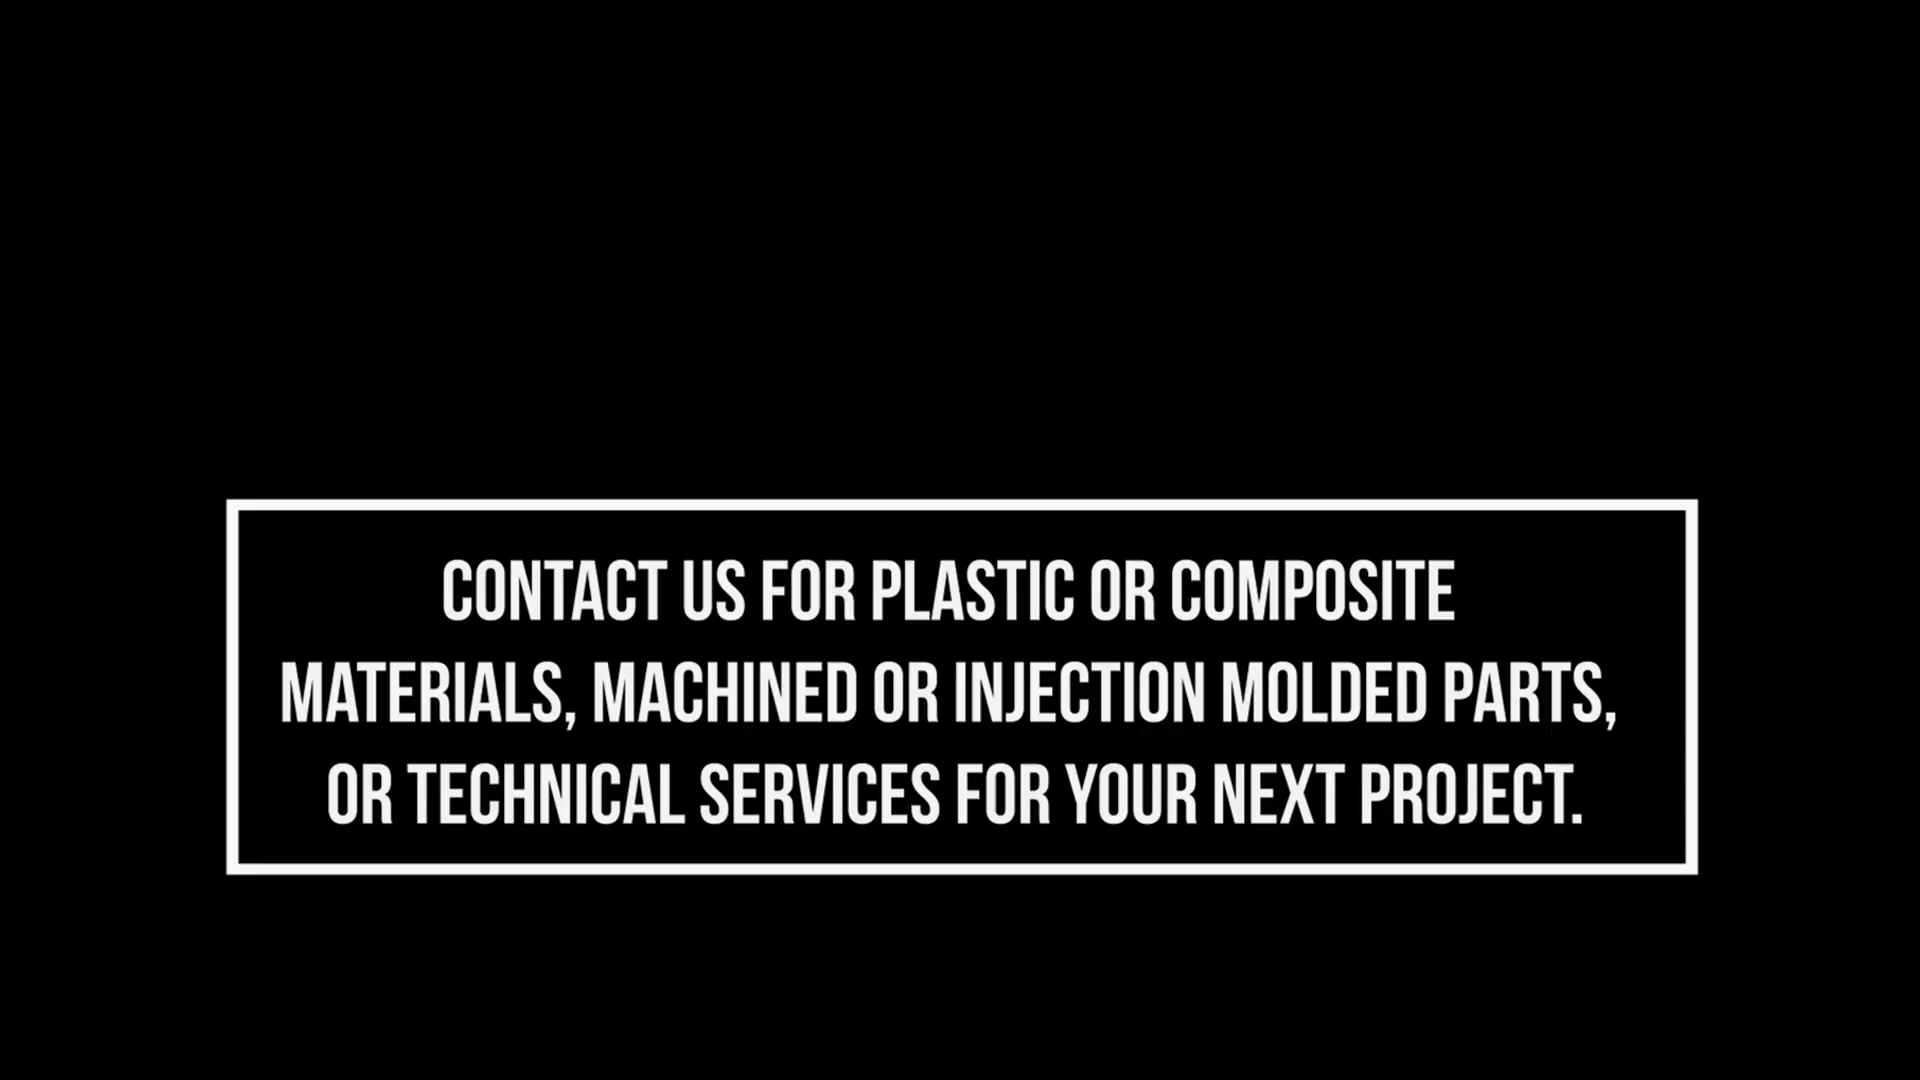 CONTACT US FOR PLASTIC OR COMPOSITE
MATERIALS, MACHINED OR INJECTION MOLDED PARTS,
OR TECHNICAL SERVICES FOR YOUR NEXT PROJECT.